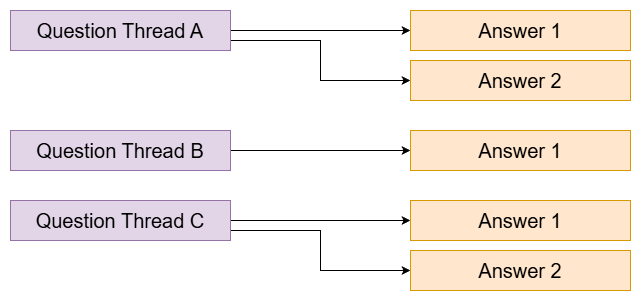 Question Thread A
Answer 1
Answer 2
Question Thread B
Answer 1
Question Thread C
Answer 1
Answer 2